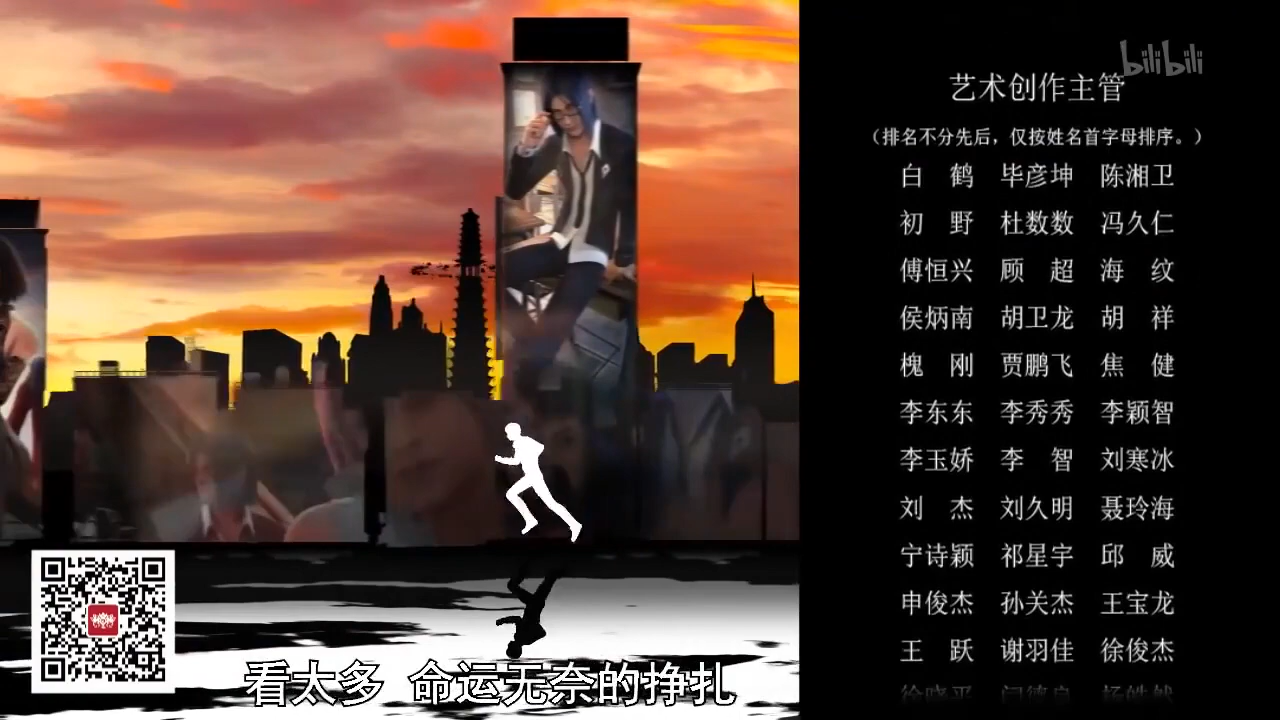 bilibili
艺术创作主管
（排名不分先后，仅按姓名首字母排序。）
白 鹤 毕彦坤 陈湘卫
初 野 杜数数 冯久仁
傅恒兴 顾 超 海 纹
侯炳南 胡卫龙 胡 祥
槐 刚 贾鹏飞 焦 健
李东东 李秀秀 李颖智
李玉娇 李 智 刘寒冰
刘 杰 刘久明 聂玲海
宁诗颖 祁星宇 邱 威
申俊杰 孙关杰 王宝龙
王 跃 谢羽佳 徐俊杰
看太多 命运无奈的挣扎